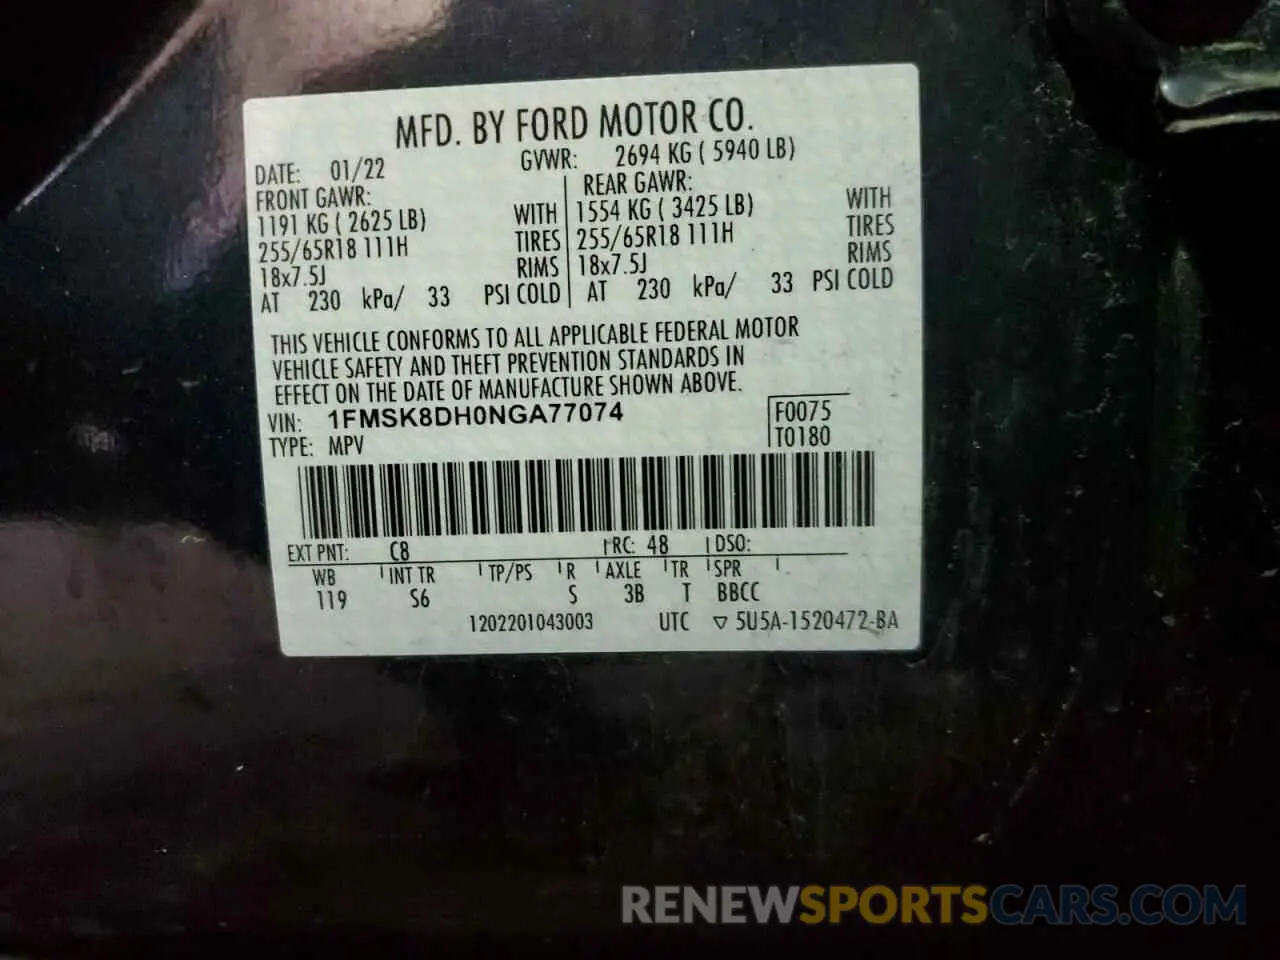 MFD. BY FORD MOTOR CO.
DATE: 01/22 GVWR: 2694 KG ( 5940 LB)
FRONT GAWR: REAR GAWR:
1191 KG ( 2625 LB) WITH 1554 KG ( 3425 LB) WITH
255/65R18 111H TIRES 255/65R18 111H TIRES
18x7.5J RIMS 18x7.5J RIMS
AT 230 kPa/ 33 PSI COLD AT 230 kPa/ 33 PSI COLD
THIS VEHICLE CONFORMS TO ALL APPLICABLE FEDERAL MOTOR
VEHICLE SAFETY AND THEFT PREVENTION STANDARDS IN
EFFECT ON THE DATE OF MANUFACTURE SHOWN ABOVE.
VIN: 1FMSK8DH0NGA77074 F0075
TYPE: MPV T0180
EXT PNT: C8 RC: 48 DSO:
WB INT TR TP/PS R AXLE TR SPR
119 S6 S 3B T BBCC
1202201043003 UTC ▽ 5U5A-1520472-BA
RENEWSPORTSCARS.COM